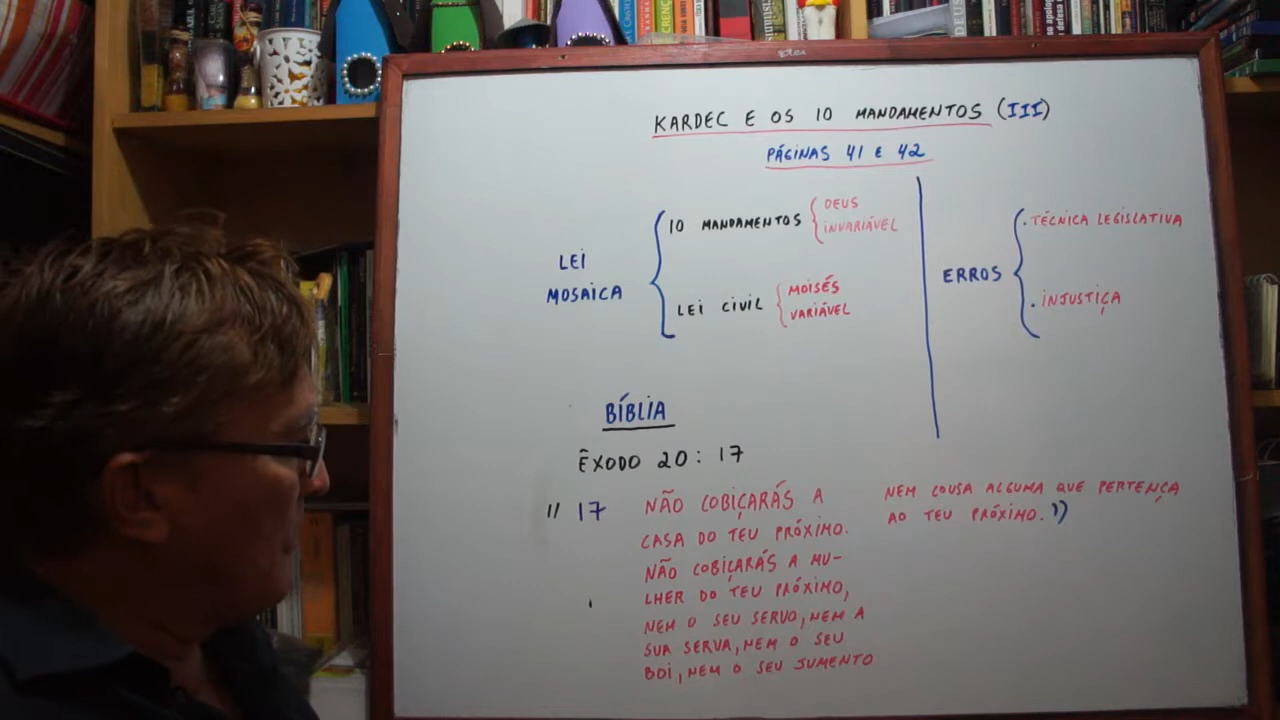 KARDEC E OS 10 MANDAMENTOS (III)
PÁGINAS 41 E 42
LEI
MOSAICA
10 MANDAMENTOS
DEUS
INVARIÁVEL
LEI CIVIL
MOISÉS
VARIÁVEL
ERROS
. TÉCNICA LEGISLATIVA
. INJUSTIÇA
BÍBLIA
ÊXODO 20: 17
" 17 NÃO COBIÇARÁS A
CASA DO TEU PRÓXIMO.
NÃO COBIÇARÁS A MU-
LHER DO TEU PRÓXIMO,
NEM O SEU SERVO, NEM A
SUA SERVA, NEM O SEU
BOI, NEM O SEU JUMENTO
NEM COUSA ALGUMA QUE PERTENÇA
AO TEU PRÓXIMO. "